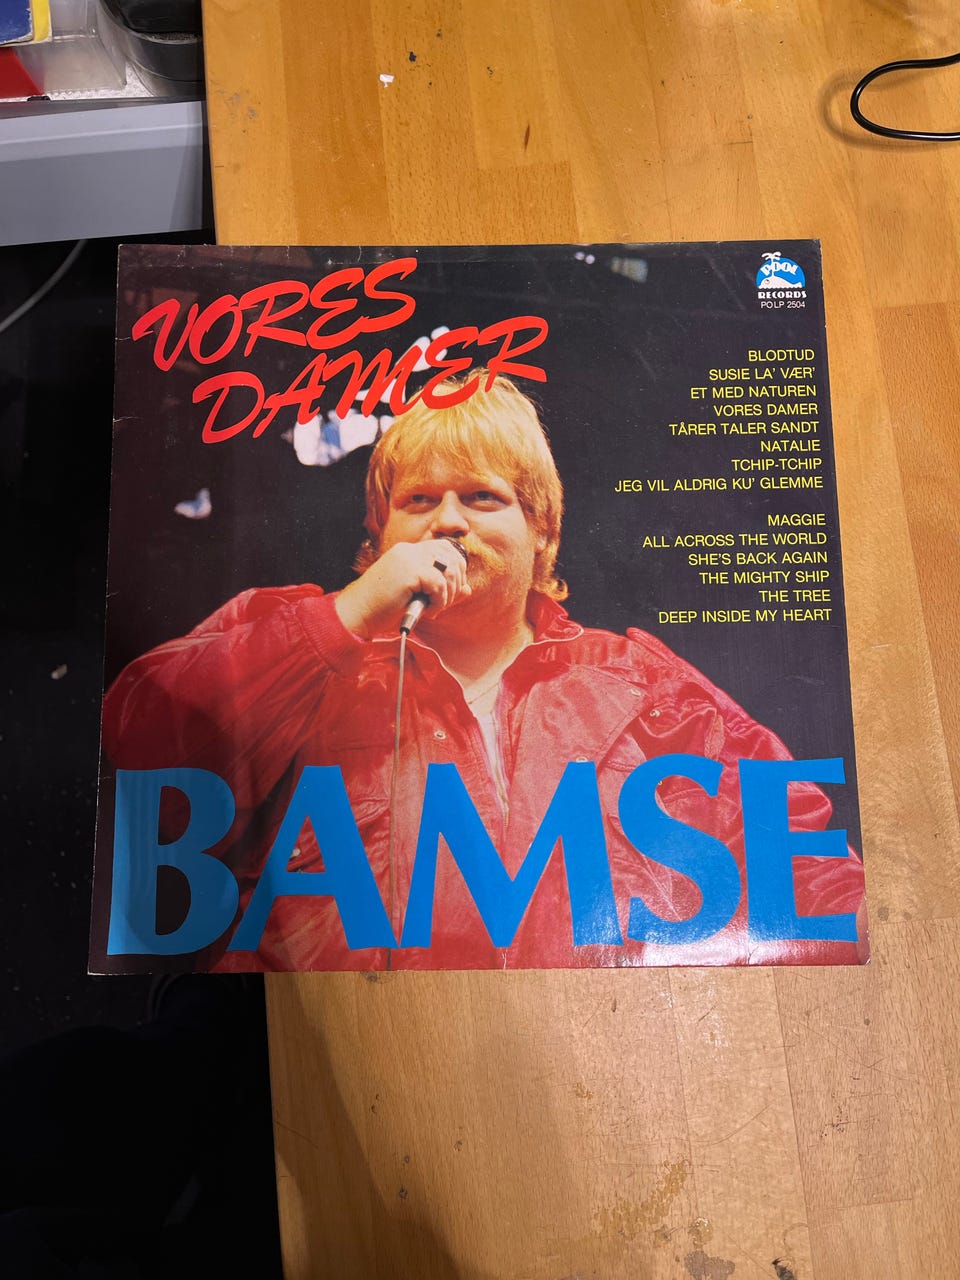 VORES
DAMER
POOL
RECORDS
POLP 2504
BLODTUD
SUSIE LA' VÆR'
ET MED NATUREN
VORES DAMER
TÅRER TALER SANDT
NATALIE
TCHIP-TCHIP
JEG VIL ALDRIG KU' GLEMME
MAGGIE
ALL ACROSS THE WORLD
SHE'S BACK AGAIN
THE MIGHTY SHIP
THE TREE
DEEP INSIDE MY HEART
BAMSE